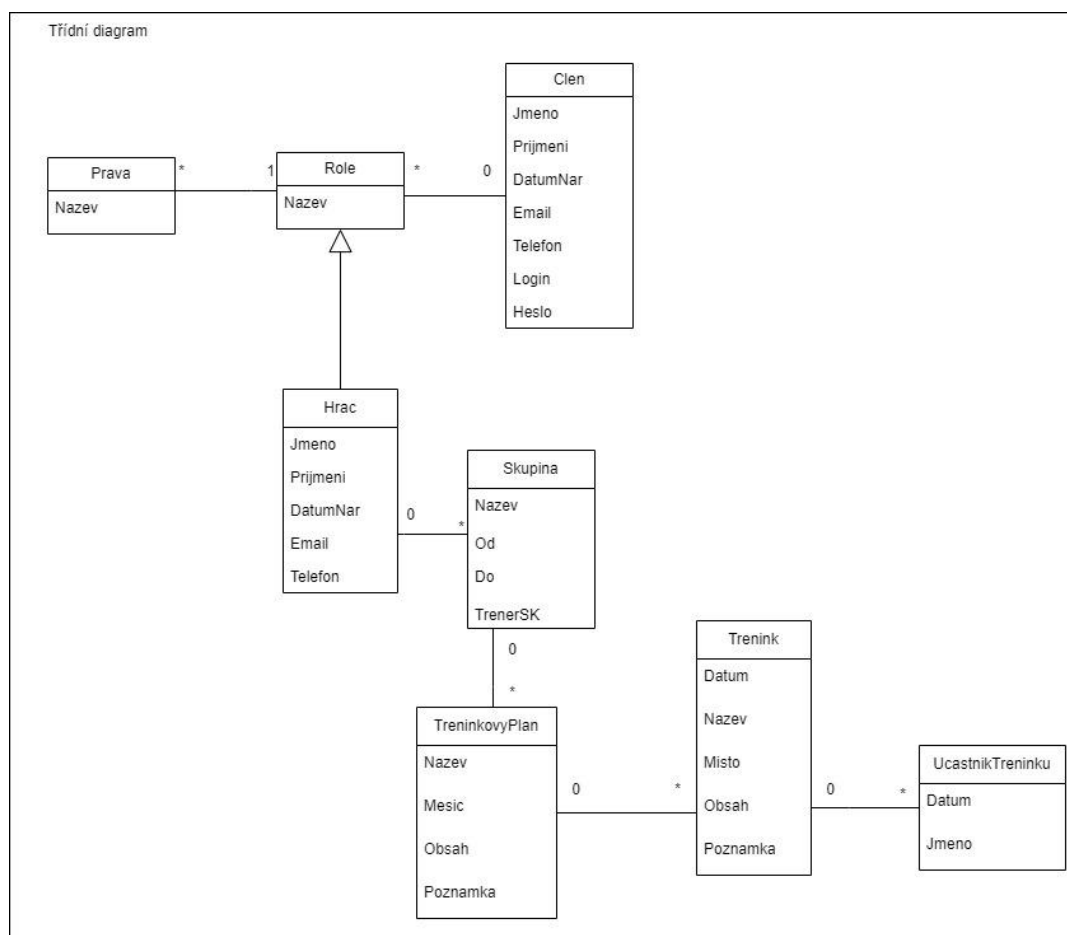 Třídní diagram
Clen
Jmeno
Prijmeni
DatumNar
Email
Telefon
Login
Heslo
Prava
Nazev
*
1
Role
Nazev
*
0
Hrac
Jmeno
Prijmeni
DatumNar
Email
Telefon
0
*
Skupina
Nazev
Od
Do
TrenerSK
0
*
TreninkovyPlan
Nazev
Mesic
Obsah
Poznamka
0
*
Trenink
Datum
Nazev
Misto
Obsah
Poznamka
0
*
UcastnikTreninku
Datum
Jmeno